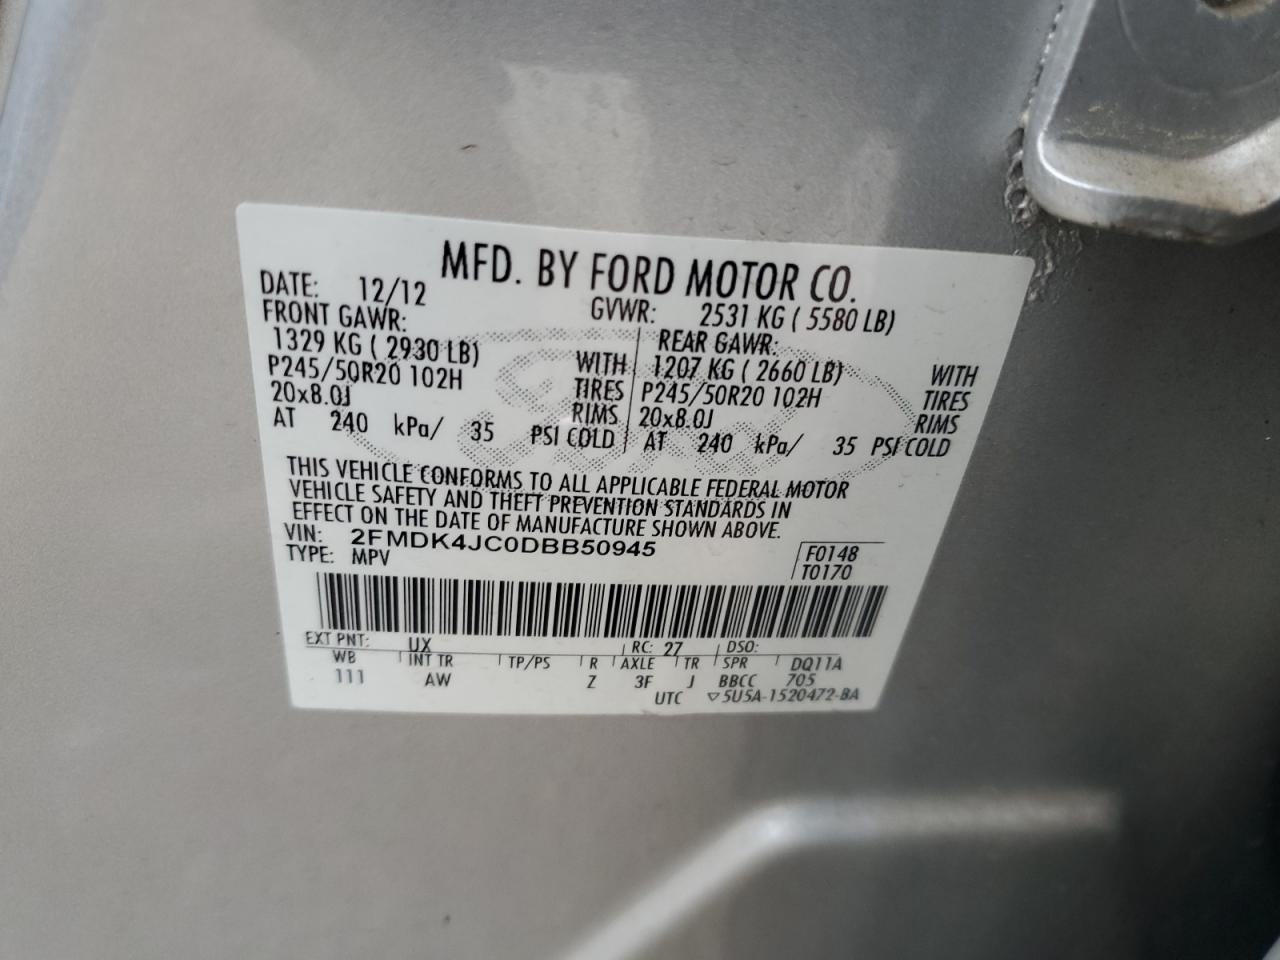 MFD. BY FORD MOTOR CO.
DATE: 12/12 GVWR: 2531 KG ( 5580 LB)
FRONT GAWR: REAR GAWR:
1329 KG ( 2930 LB) WITH 1207 KG ( 2660 LB) WITH
P245/50R20 102H TIRES P245/50R20 102H TIRES
20x8.0J RIMS 20x8.0J RIMS
AT 240 kPa/ 35 PSI COLD AT 240 kPa/ 35 PSI COLD
THIS VEHICLE CONFORMS TO ALL APPLICABLE FEDERAL MOTOR
VEHICLE SAFETY AND THEFT PREVENTION STANDARDS IN
EFFECT ON THE DATE OF MANUFACTURE SHOWN ABOVE.
VIN: 2FMDK4JC0DBB50945
TYPE: MPV F0148
T0170
EXT PNT: UX RC: 27 DSO:
WB INT TR TP/PS R AXLE TR SPR DQ11A
111 AW Z 3F J BBCC 705
UTC ▽5U5A-1520472-BA
Ford